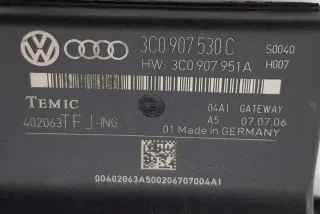 3C0 907 530 C S0040
HW: 3C0 907 951 A H007
TEMIC 04A1 GATEWAY
402063TFJ-ING A5 07.07.06
01 Made in GERMANY
00402063A500206707004A1